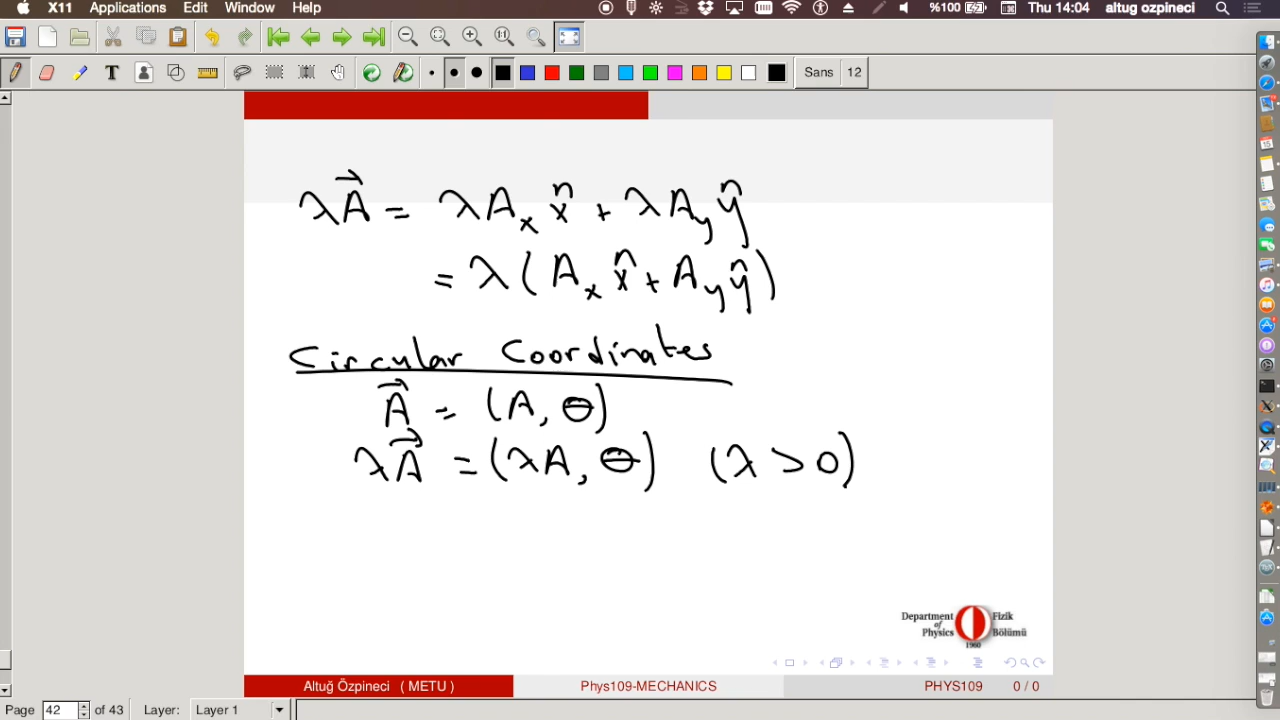 X11 Applications Edit Window Help %100 Thu 14:04 altug ozpineci
Sans 12
λA⃗ = λAₓ x̂ + λA_y ŷ
= λ(Aₓ x̂ + A_y ŷ)
Circular Coordinates
A⃗ = (A, θ)
λA⃗ = (λA, θ) (λ > 0)
Department of Physics 1960 Fizik Bölümü
Altuğ Özpineci ( METU ) Phys109-MECHANICS PHYS109 0 / 0
Page 42 of 43 Layer: Layer 1